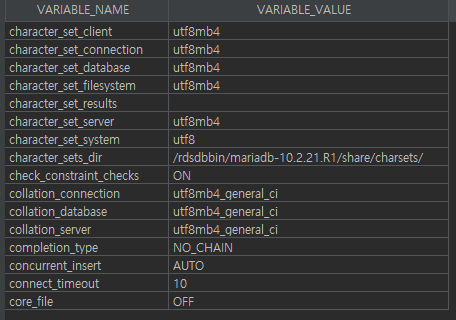 VARIABLE_NAME VARIABLE_VALUE
character_set_client utf8mb4
character_set_connection utf8mb4
character_set_database utf8mb4
character_set_filesystem utf8mb4
character_set_results
character_set_server utf8mb4
character_set_system utf8
character_sets_dir /rdsdbbin/mariadb-10.2.21.R1/share/charsets/
check_constraint_checks ON
collation_connection utf8mb4_general_ci
collation_database utf8mb4_general_ci
collation_server utf8mb4_general_ci
completion_type NO_CHAIN
concurrent_insert AUTO
connect_timeout 10
core_file OFF